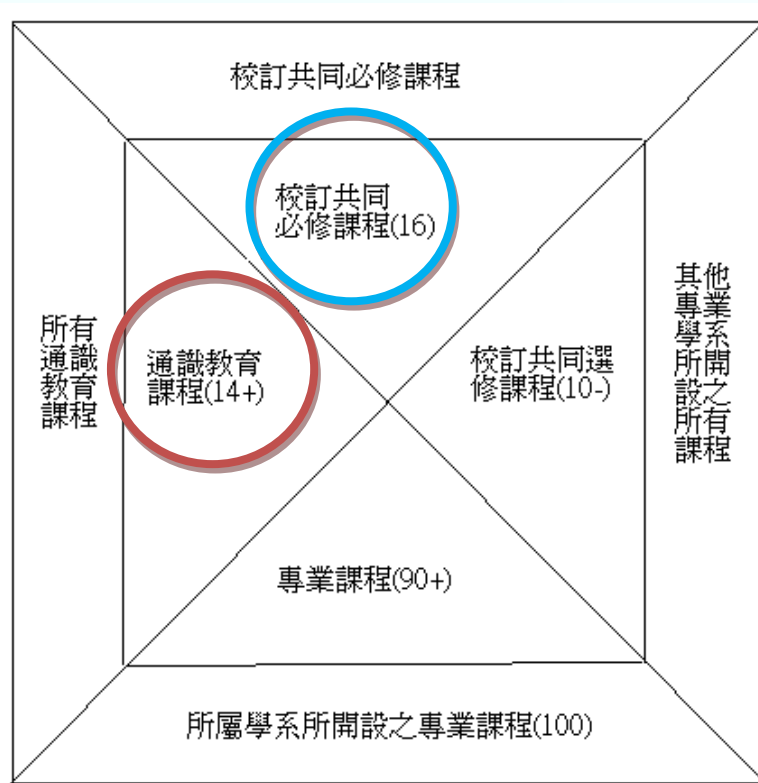 校訂共同必修課程
校訂共同
必修課程(16)
所有
通識
教育
課程
通識教育
課程(14+)
校訂共同選
修課程(10-)
其他
專業
學系
所開
設之
所有
課程
專業課程(90+)
所屬學系所開設之專業課程(100)